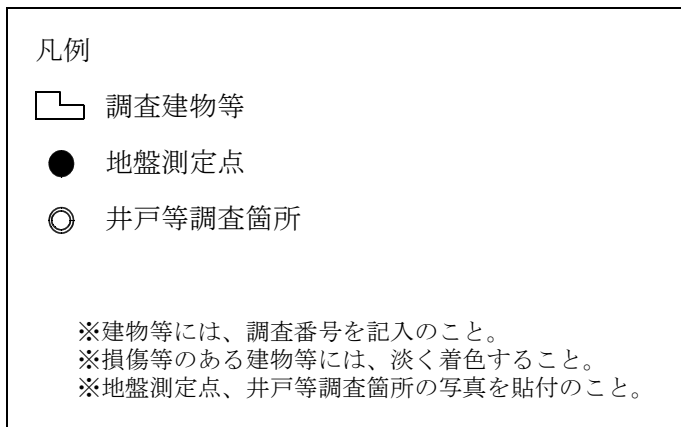 凡例
調査建物等
地盤測定点
井戸等調査箇所
※建物等には、調査番号を記入のこと。
※損傷等のある建物等には、淡く着色すること。
※地盤測定点、井戸等調査箇所の写真を貼付のこと。